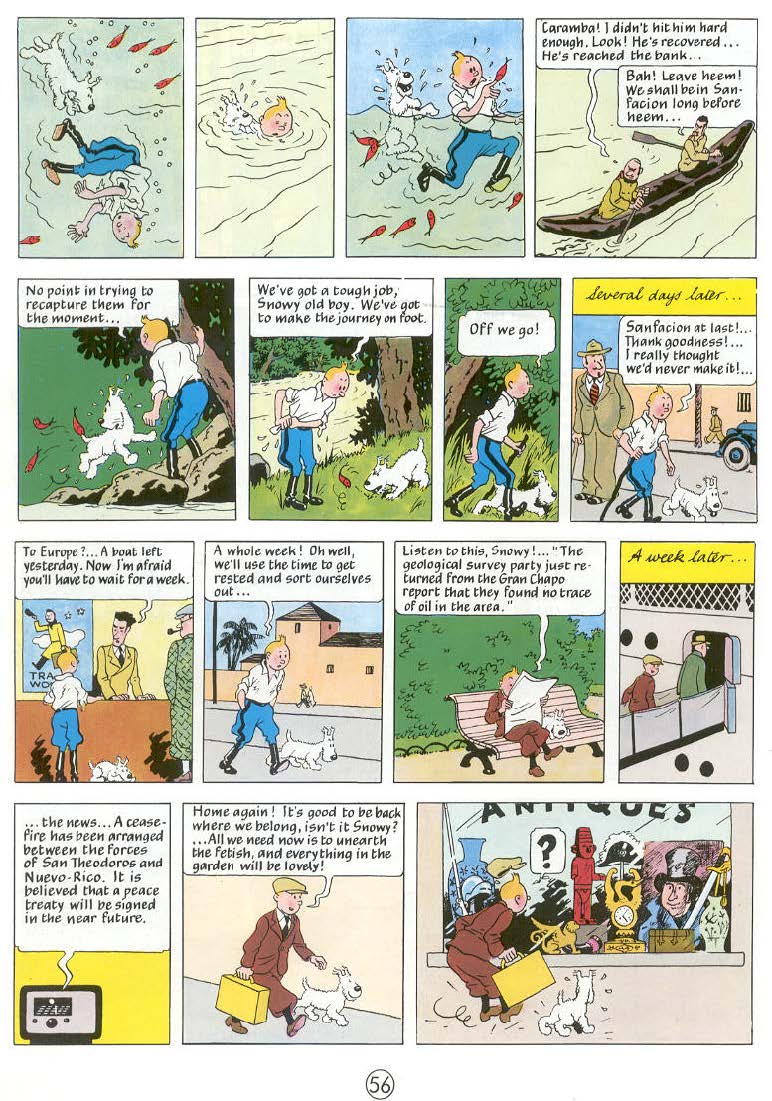 Caramba! I didn't hit him hard
enough. Look! He's recovered...
He's reached the bank..
Bah! Leave heem!
We shall be in San-
facion long before
heem...
No point in trying to
recapture them for
the moment...
We've got a tough job,
Snowy old boy. We've got
to make the journey on foot.
Off we go!
Several days later...
Sanfacion at last!...
Thank goodness!...
I really thought
we'd never make it!...
To Europe?... A boat left
yesterday. Now I'm afraid
you'll have to wait for a week.
TRA
WO
A whole week! Oh well,
we'll use the time to get
rested and sort ourselves
out...
Listen to this, Snowy!... "The
geological survey party just re-
turned from the Gran Chapo
report that they found no trace
of oil in the area."
A week later...
...the news... A cease-
fire has been arranged
between the forces
of San Theodoros and
Nuevo-Rico. It is
believed that a peace
treaty will be signed
in the near future.
Home again! It's good to be back
where we belong, isn't it Snowy?
...All we need now is to unearth
the fetish, and everything in the
garden will be lovely!
ANTIQUES
?
56